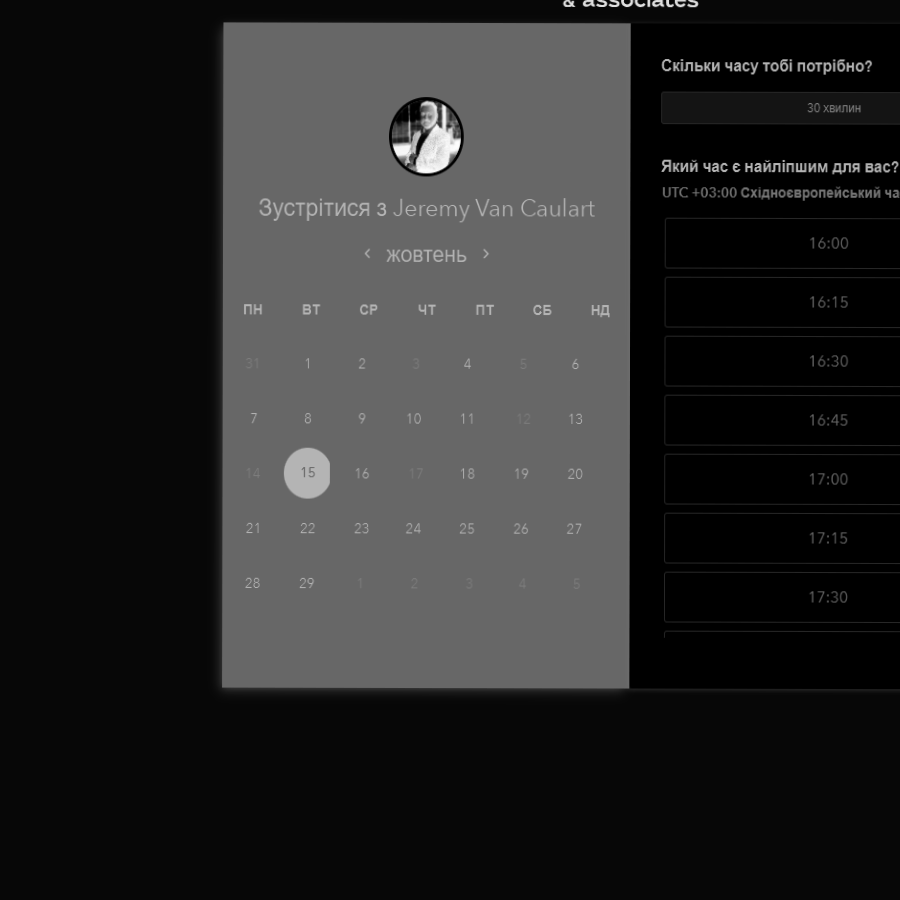 & associates
Зустрітися з Jeremy Van Caulart
‹ жовтень ›
ПН ВТ СР ЧТ ПТ СБ НД
31 1 2 3 4 5 6
7 8 9 10 11 12 13
14 15 16 17 18 19 20
21 22 23 24 25 26 27
28 29 1 2 3 4 5
Скільки часу тобі потрібно?
30 хвилин
Який час є найліпшим для вас?
UTC +03:00 Східноєвропейський
16:00
16:15
16:30
16:45
17:00
17:15
17:30